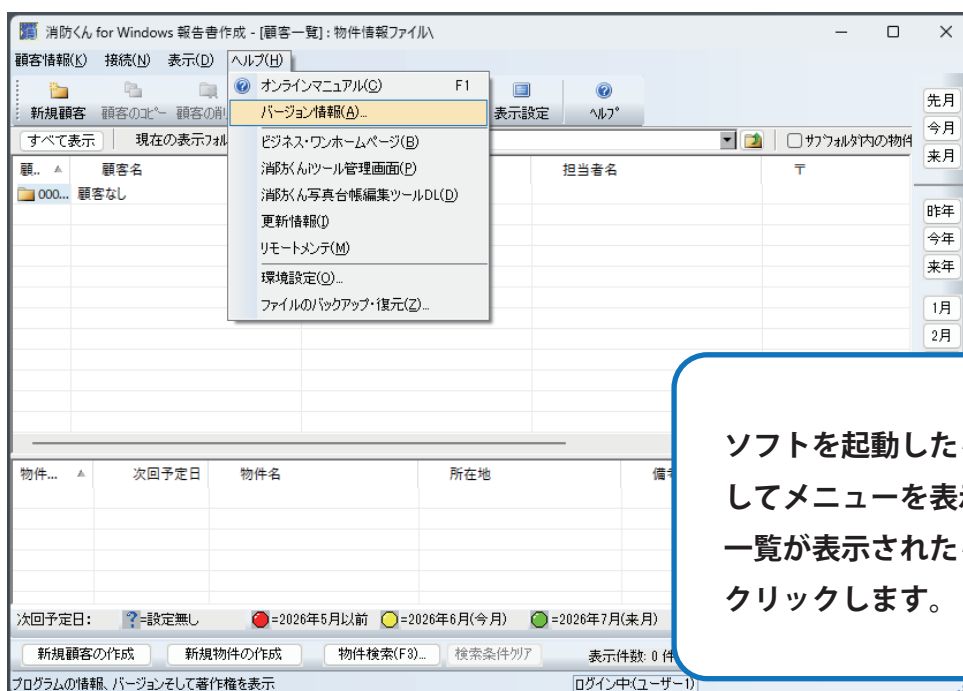 消防くん for Windows 報告書作成 - [顧客一覧] : 物件情報ファイル\
顧客情報(K) 接続(N) 表示(D) ヘルプ(H)
新規顧客 顧客のコピー 顧客の削 表示設定 ヘルプ
オンラインマニュアル(C) F1
バージョン情報(A)...
ビジネス・ワンホームページ(B)
消防くんiツール管理画面(P)
消防くん写真台帳編集ツールDL(D)
更新情報(I)
リモートメンテ(M)
環境設定(O)...
ファイルのバックアップ・復元(Z)...
すべて表示 現在の表示フォル サブフォルダ内の物件
顧.. 顧客名 担当者名 〒
000... 顧客なし
先月
今月
来月
昨年
今年
来年
1月
2月
物件... 次回予定日 物件名 所在地
ソフトを起動した
してメニューを表
一覧が表示された
クリックします。
次回予定日: ?=設定無し =2026年5月以前 =2026年6月(今月) =2026年7月(来月)
新規顧客の作成 新規物件の作成 物件検索(F3)... 検索条件クリア 表示件数: 0 件
プログラムの情報、バージョンそして著作権を表示 ログイン中(ユーザー1)